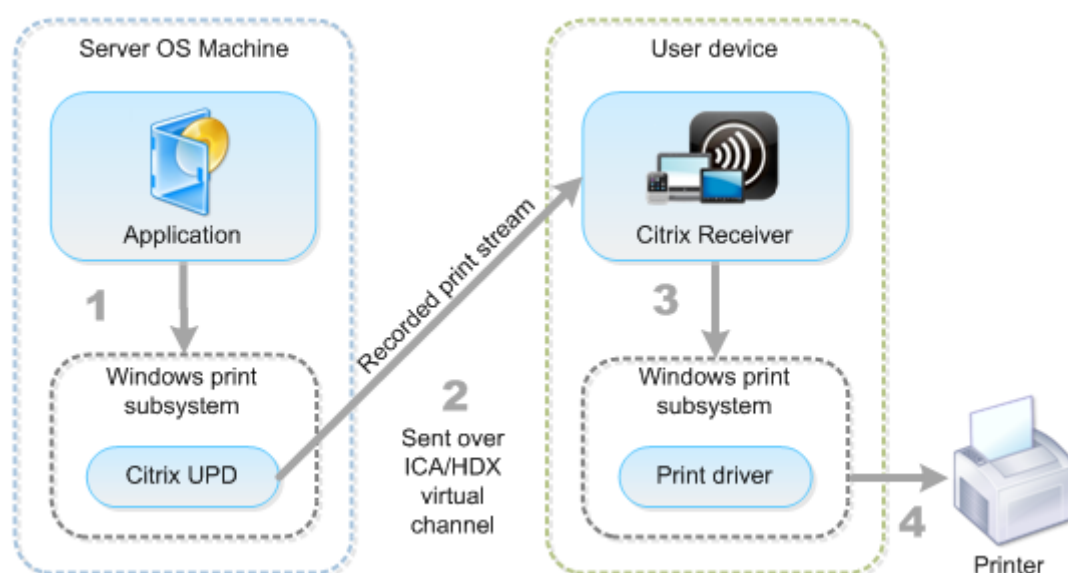 Server OS Machine
User device
Application
Citrix Receiver
1
Recorded print stream
3
Windows print
subsystem
Citrix UPD
2
Sent over
ICA/HDX
virtual
channel
Windows print
subsystem
Print driver
4
Printer